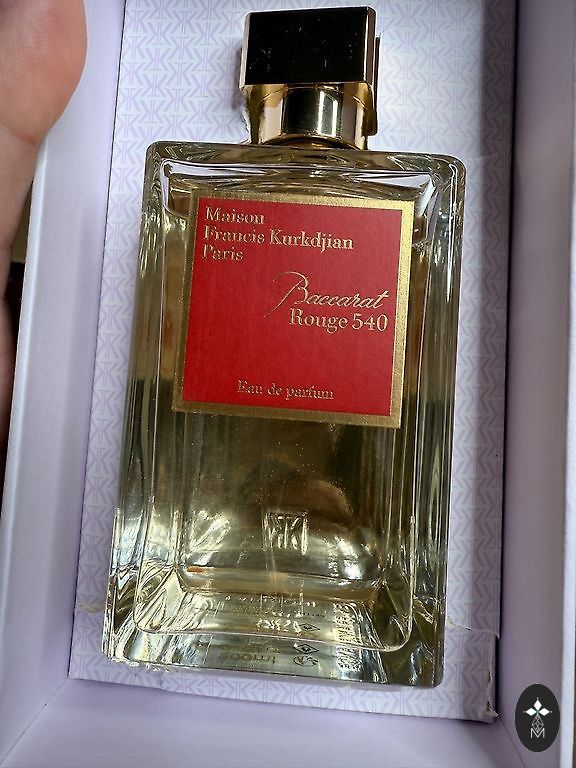 Maison
Francis Kurkdjian
Paris
Baccarat
Rouge 540
Eau de parfum